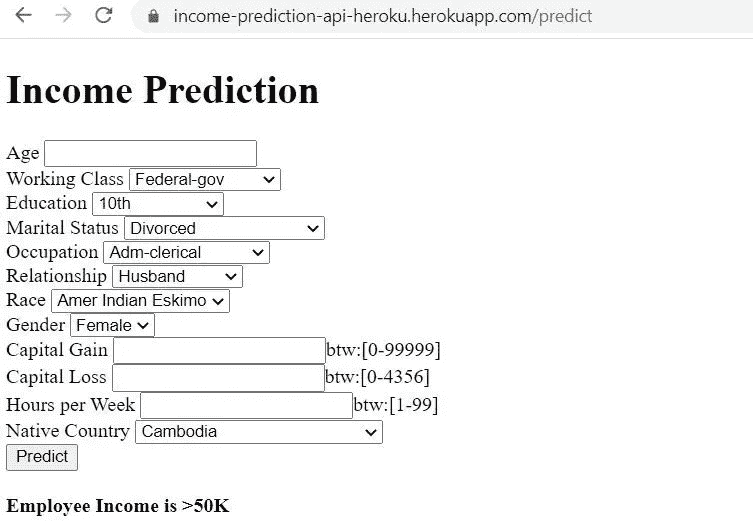 income-prediction-api-heroku.herokuapp.com/predict
Income Prediction
Age
Working Class Federal-gov
Education 10th
Marital Status Divorced
Occupation Adm-clerical
Relationship Husband
Race Amer Indian Eskimo
Gender Female
Capital Gain btw:[0-99999]
Capital Loss btw:[0-4356]
Hours per Week btw:[1-99]
Native Country Cambodia
Predict
Employee Income is >50K